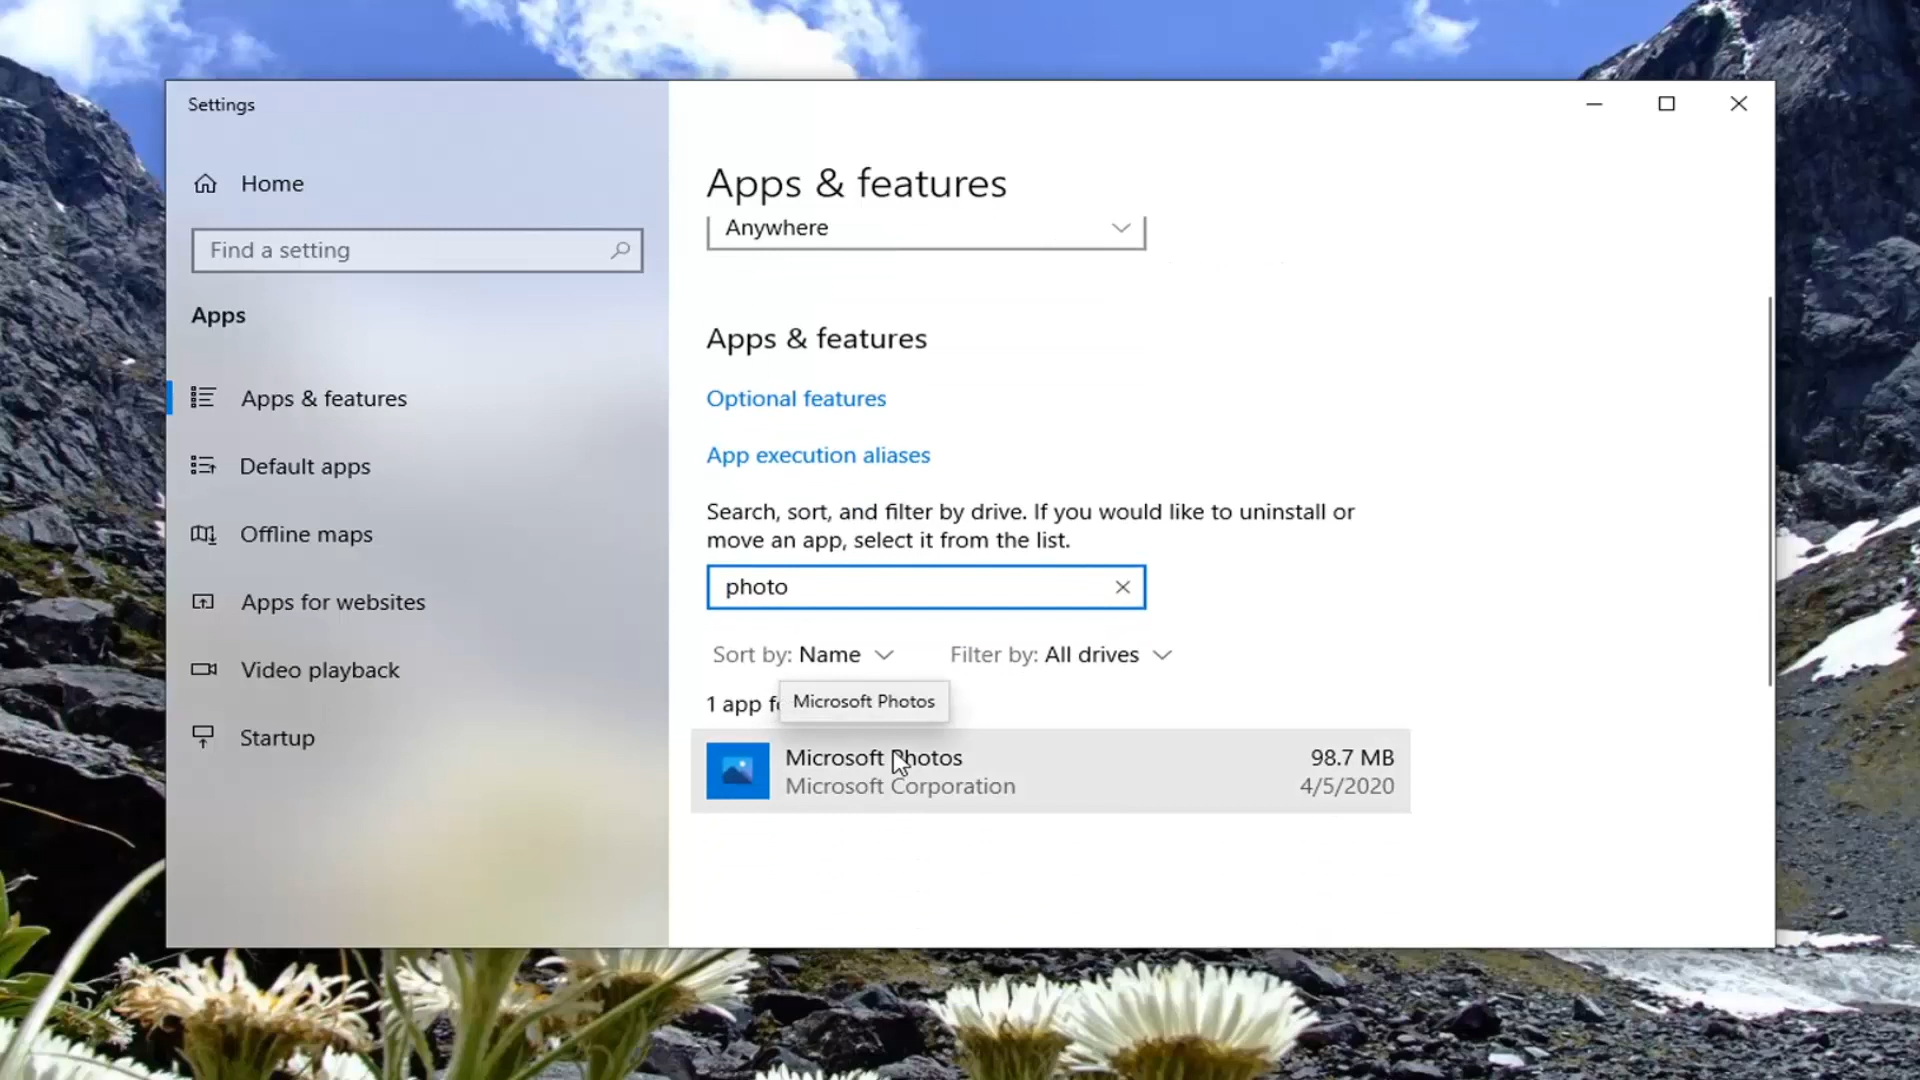 Settings
Home
Find a setting
Apps
Apps & features
Default apps
Offline maps
Apps for websites
Video playback
Startup
Apps & features
Anywhere
Apps & features
Optional features
App execution aliases
Search, sort, and filter by drive. If you would like to uninstall or
move an app, select it from the list.
photo
Sort by: Name
Filter by: All drives
1 app
Microsoft Photos
Microsoft Photos
98.7 MB
Microsoft Corporation
4/5/2020